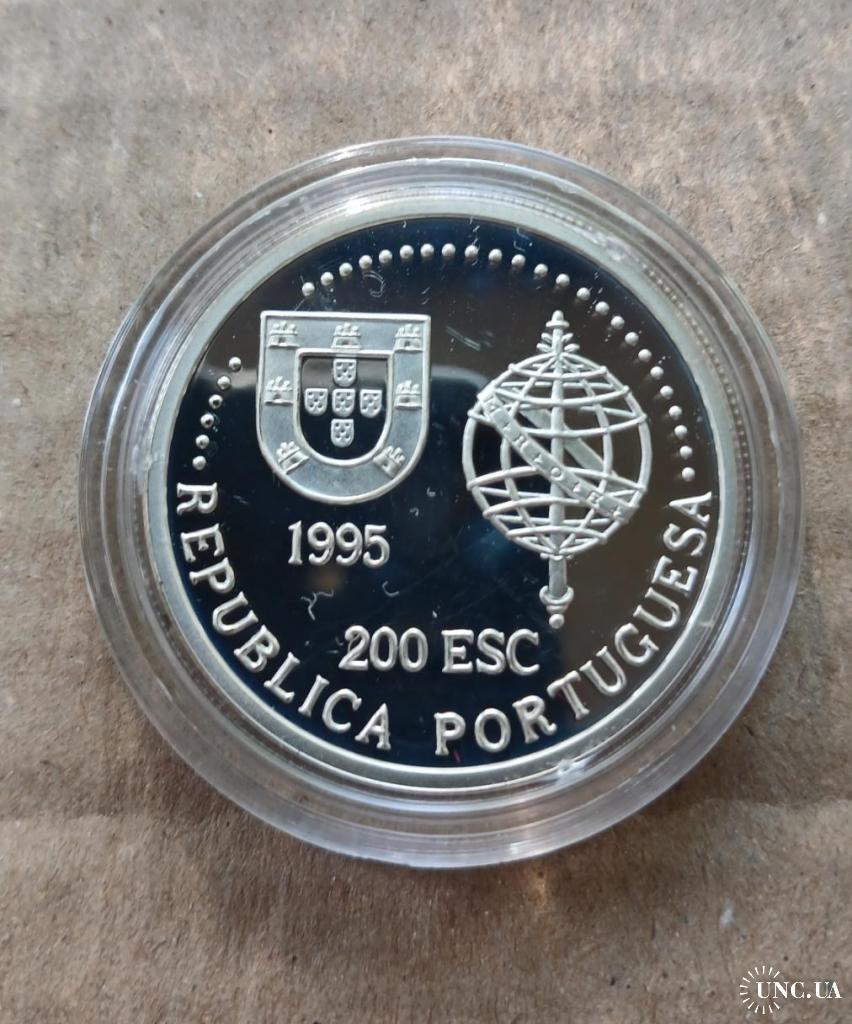 1995
200 ESC
REPUBLICA PORTUGUESA
UNC.UA